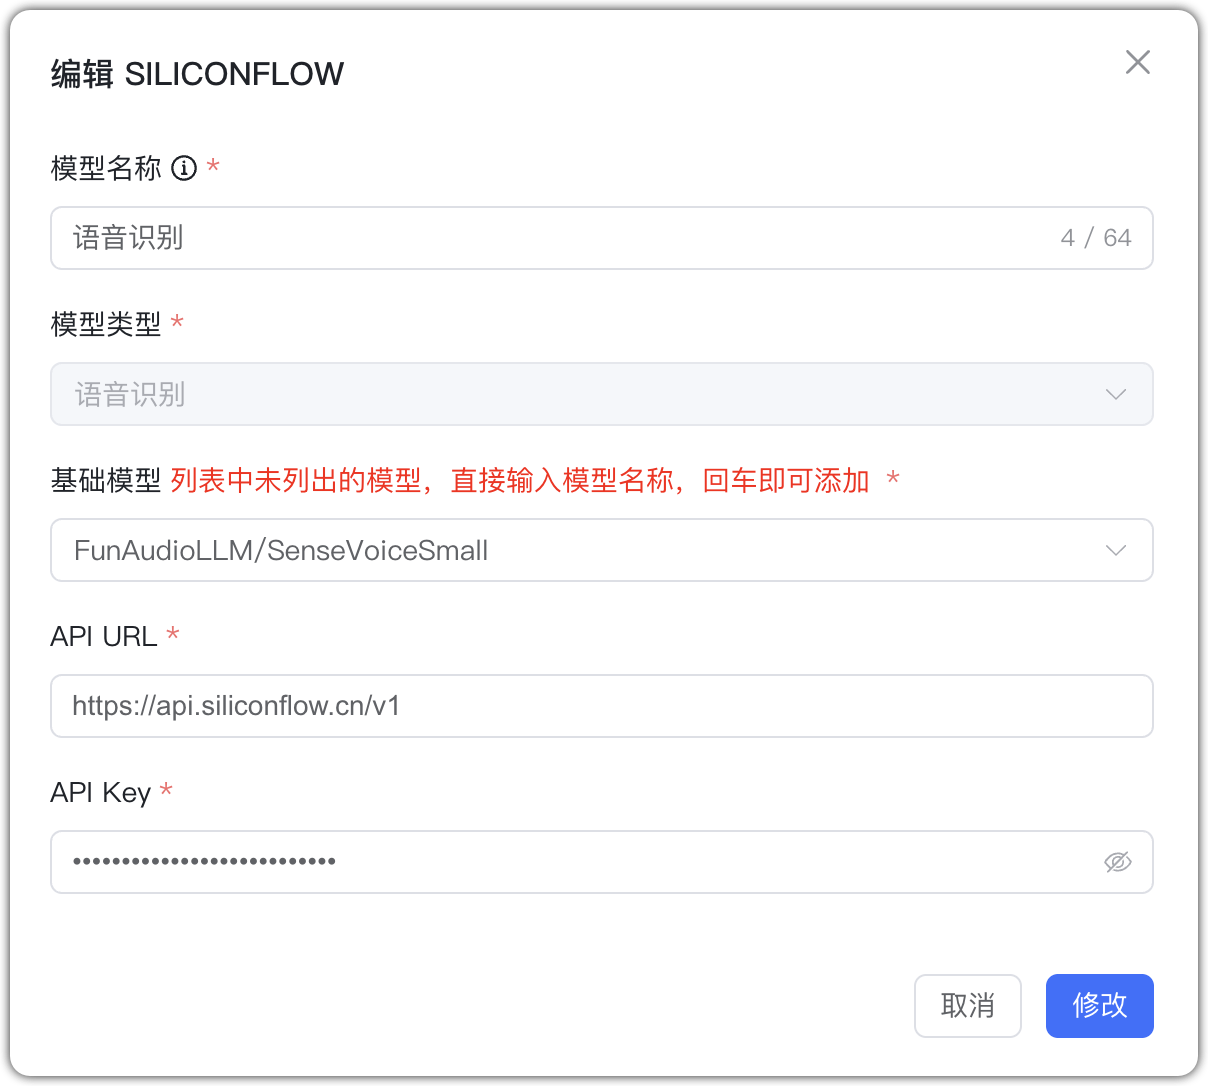 编辑 SILICONFLOW
模型名称 *
语音识别 4 / 64
模型类型 *
语音识别
基础模型 列表中未列出的模型，直接输入模型名称，回车即可添加 *
FunAudioLLM/SenseVoiceSmall
API URL *
https://api.siliconflow.cn/v1
API Key *
•••••••••••••••••••••••••••
取消 修改